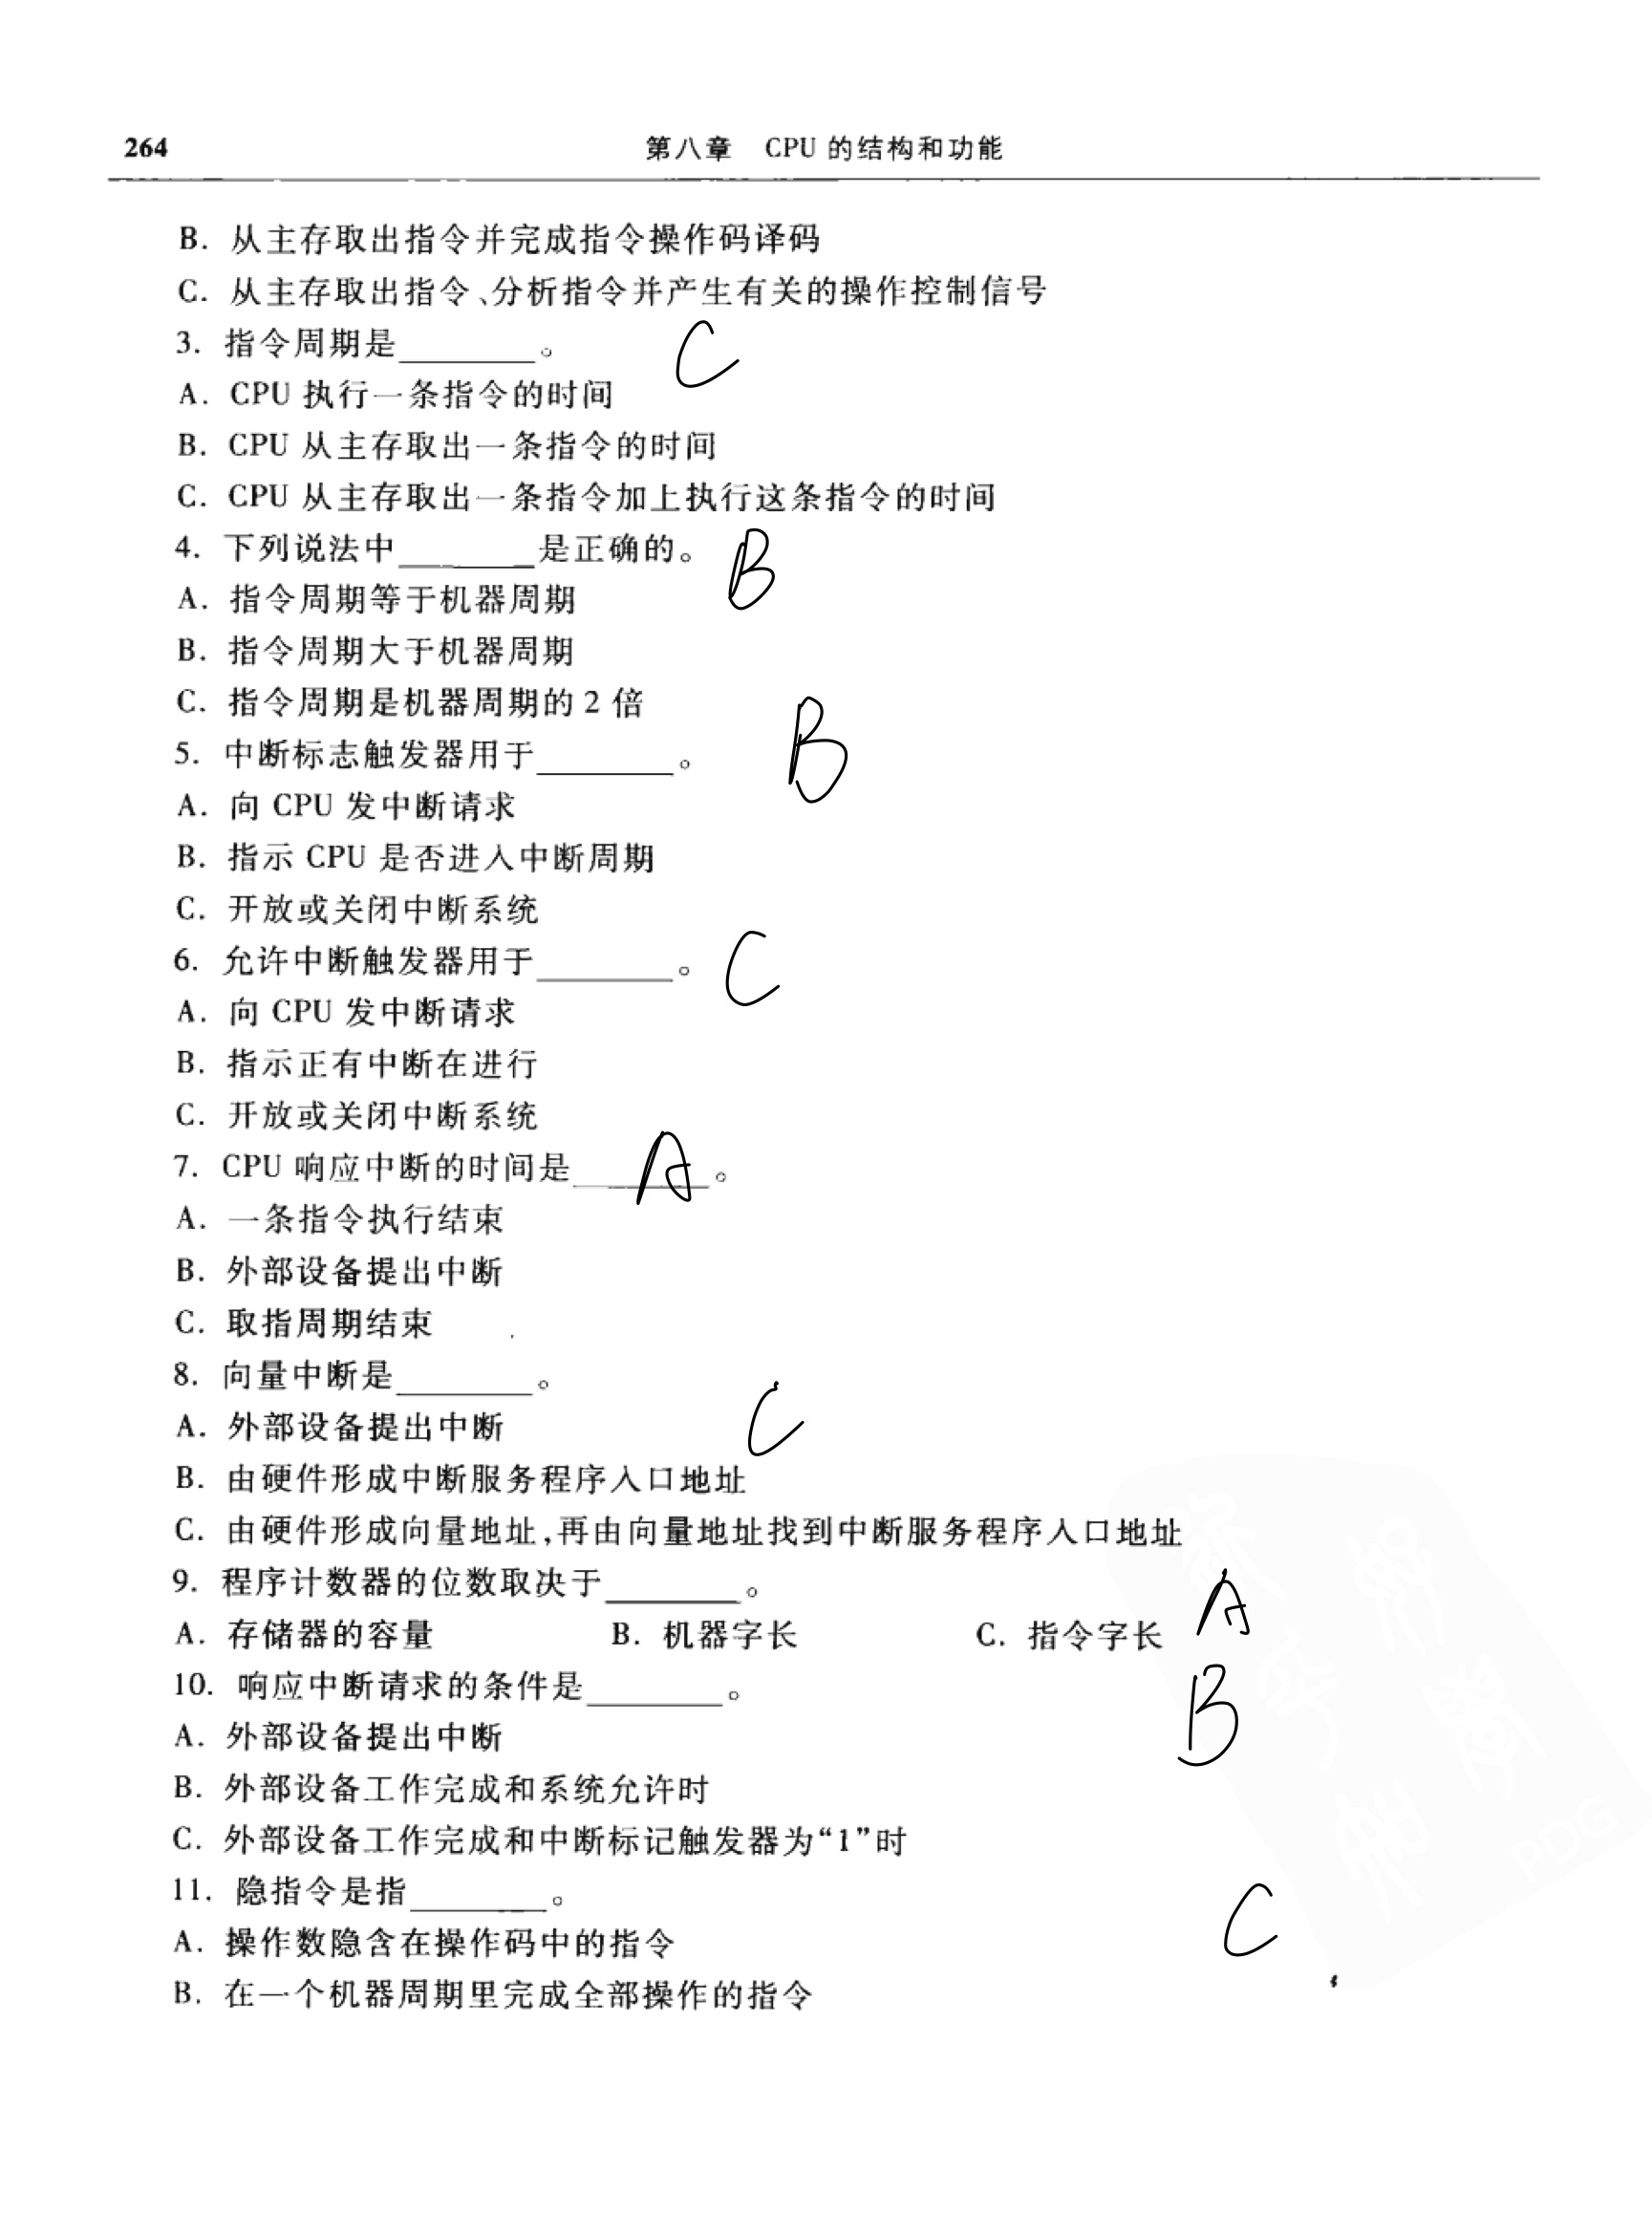 264 第八章 CPU 的结构和功能
B. 从主存取出指令并完成指令操作码译码
C. 从主存取出指令、分析指令并产生有关的操作控制信号
3. 指令周期是________。 C
A. CPU 执行一条指令的时间
B. CPU 从主存取出一条指令的时间
C. CPU 从主存取出一条指令加上执行这条指令的时间
4. 下列说法中________是正确的。 B
A. 指令周期等于机器周期
B. 指令周期大于机器周期
C. 指令周期是机器周期的 2 倍
5. 中断标志触发器用于________。 B
A. 向 CPU 发中断请求
B. 指示 CPU 是否进入中断周期
C. 开放或关闭中断系统
6. 允许中断触发器用于________。 C
A. 向 CPU 发中断请求
B. 指示正有中断在进行
C. 开放或关闭中断系统
7. CPU 响应中断的时间是___A___。
A. 一条指令执行结束
B. 外部设备提出中断
C. 取指周期结束
8. 向量中断是________。
A. 外部设备提出中断 C
B. 由硬件形成中断服务程序入口地址
C. 由硬件形成向量地址,再由向量地址找到中断服务程序入口地址
9. 程序计数器的位数取决于________。
A. 存储器的容量 B. 机器字长 C. 指令字长 A
10. 响应中断请求的条件是________。 B
A. 外部设备提出中断
B. 外部设备工作完成和系统允许时
C. 外部设备工作完成和中断标记触发器为“1”时
11. 隐指令是指________。 C
A. 操作数隐含在操作码中的指令
B. 在一个机器周期里完成全部操作的指令
PDG